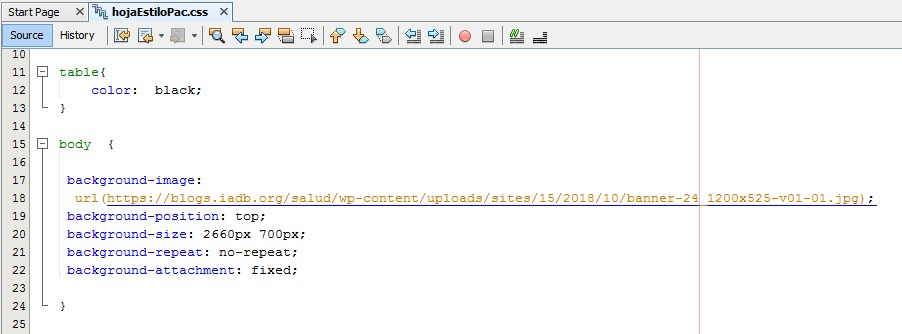 Start Page hojaEstiloPac.css
Source History
10
11 table{
12 color: black;
13 }
14
15 body {
16
17 background-image:
18 url(https://blogs.iadb.org/salud/wp-content/uploads/sites/15/2018/10/banner-24_1200x525-v01-01.jpg);
19 background-position: top;
20 background-size: 2660px 700px;
21 background-repeat: no-repeat;
22 background-attachment: fixed;
23
24 }
25